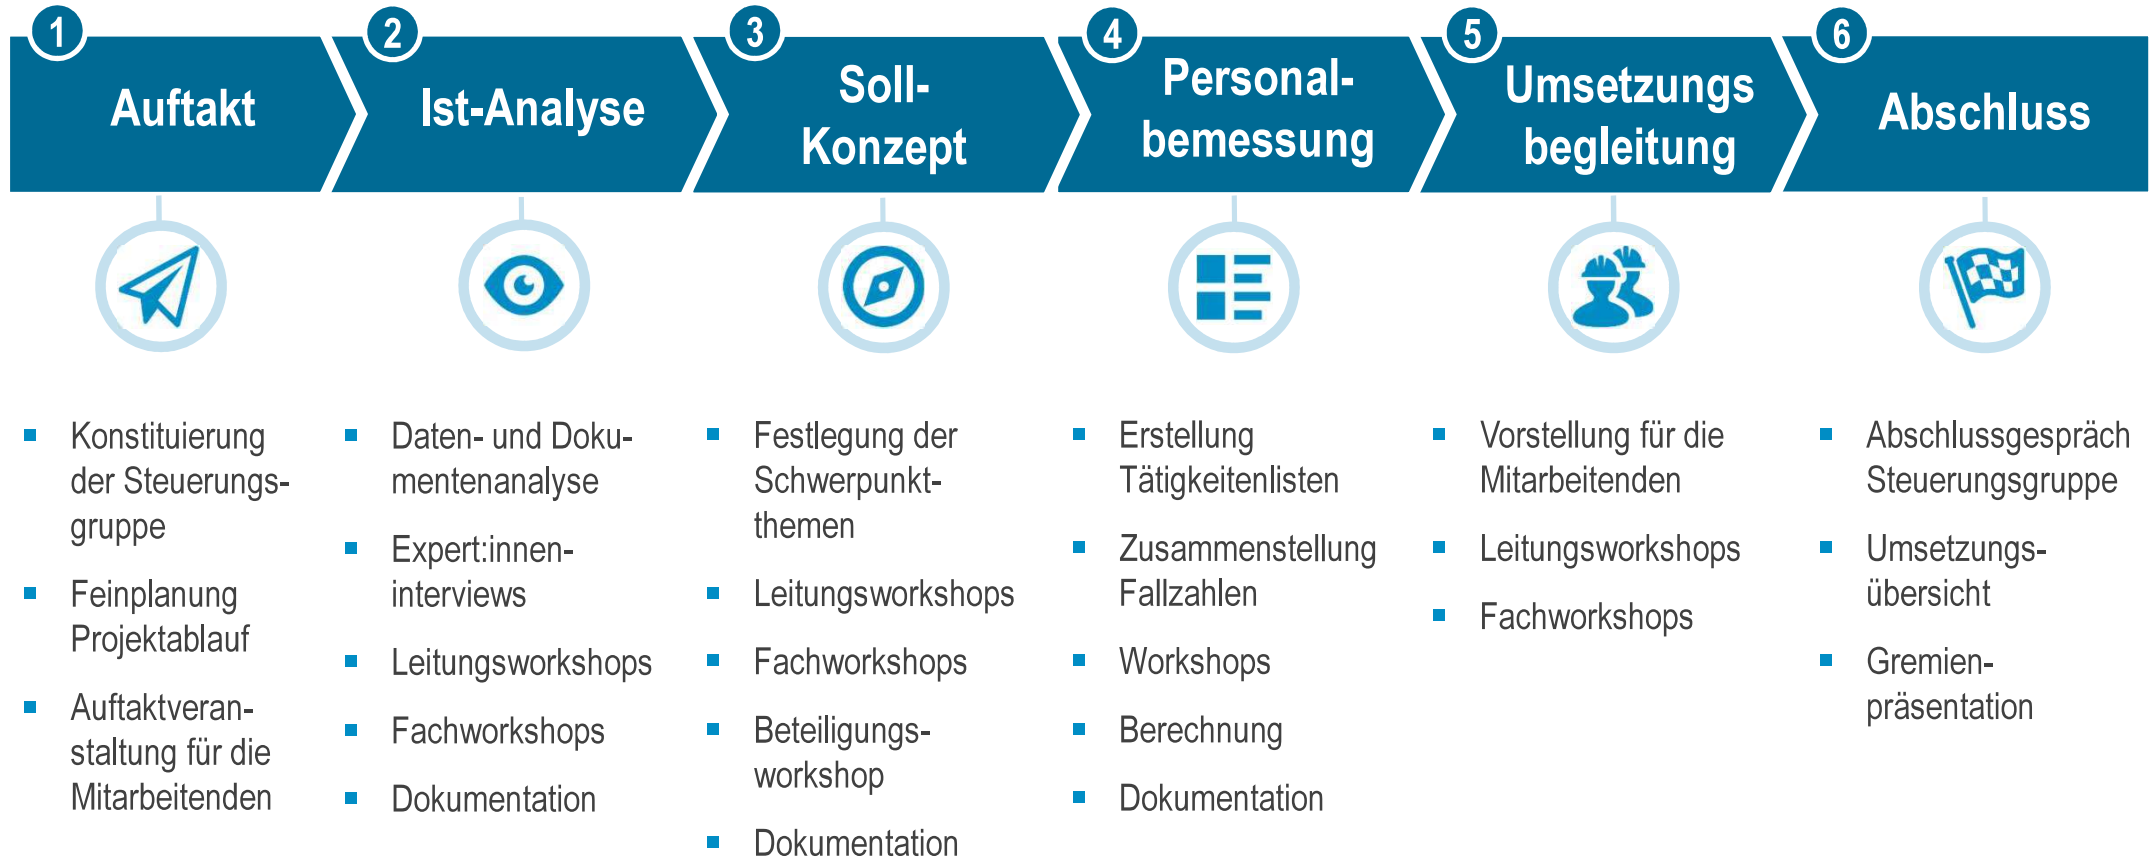 1
Auftakt
2
Ist-Analyse
3
Soll-
Konzept
4
Personal-
bemessung
5
Umsetzungs
begleitung
6
Abschluss
Konstituierung
der Steuerungs-
gruppe
Feinplanung
Projektablauf
Auftaktveran-
staltung für die
Mitarbeitenden
Daten- und Doku-
mentenanalyse
Expert:innen-
interviews
Leitungsworkshops
Fachworkshops
Dokumentation
Festlegung der
Schwerpunkt-
themen
Leitungsworkshops
Fachworkshops
Beteiligungs-
workshop
Dokumentation
Erstellung
Tätigkeitenlisten
Zusammenstellung
Fallzahlen
Workshops
Berechnung
Dokumentation
Vorstellung für die
Mitarbeitenden
Leitungsworkshops
Fachworkshops
Abschlussgespräch
Steuerungsgruppe
Umsetzungs-
übersicht
Gremien-
präsentation